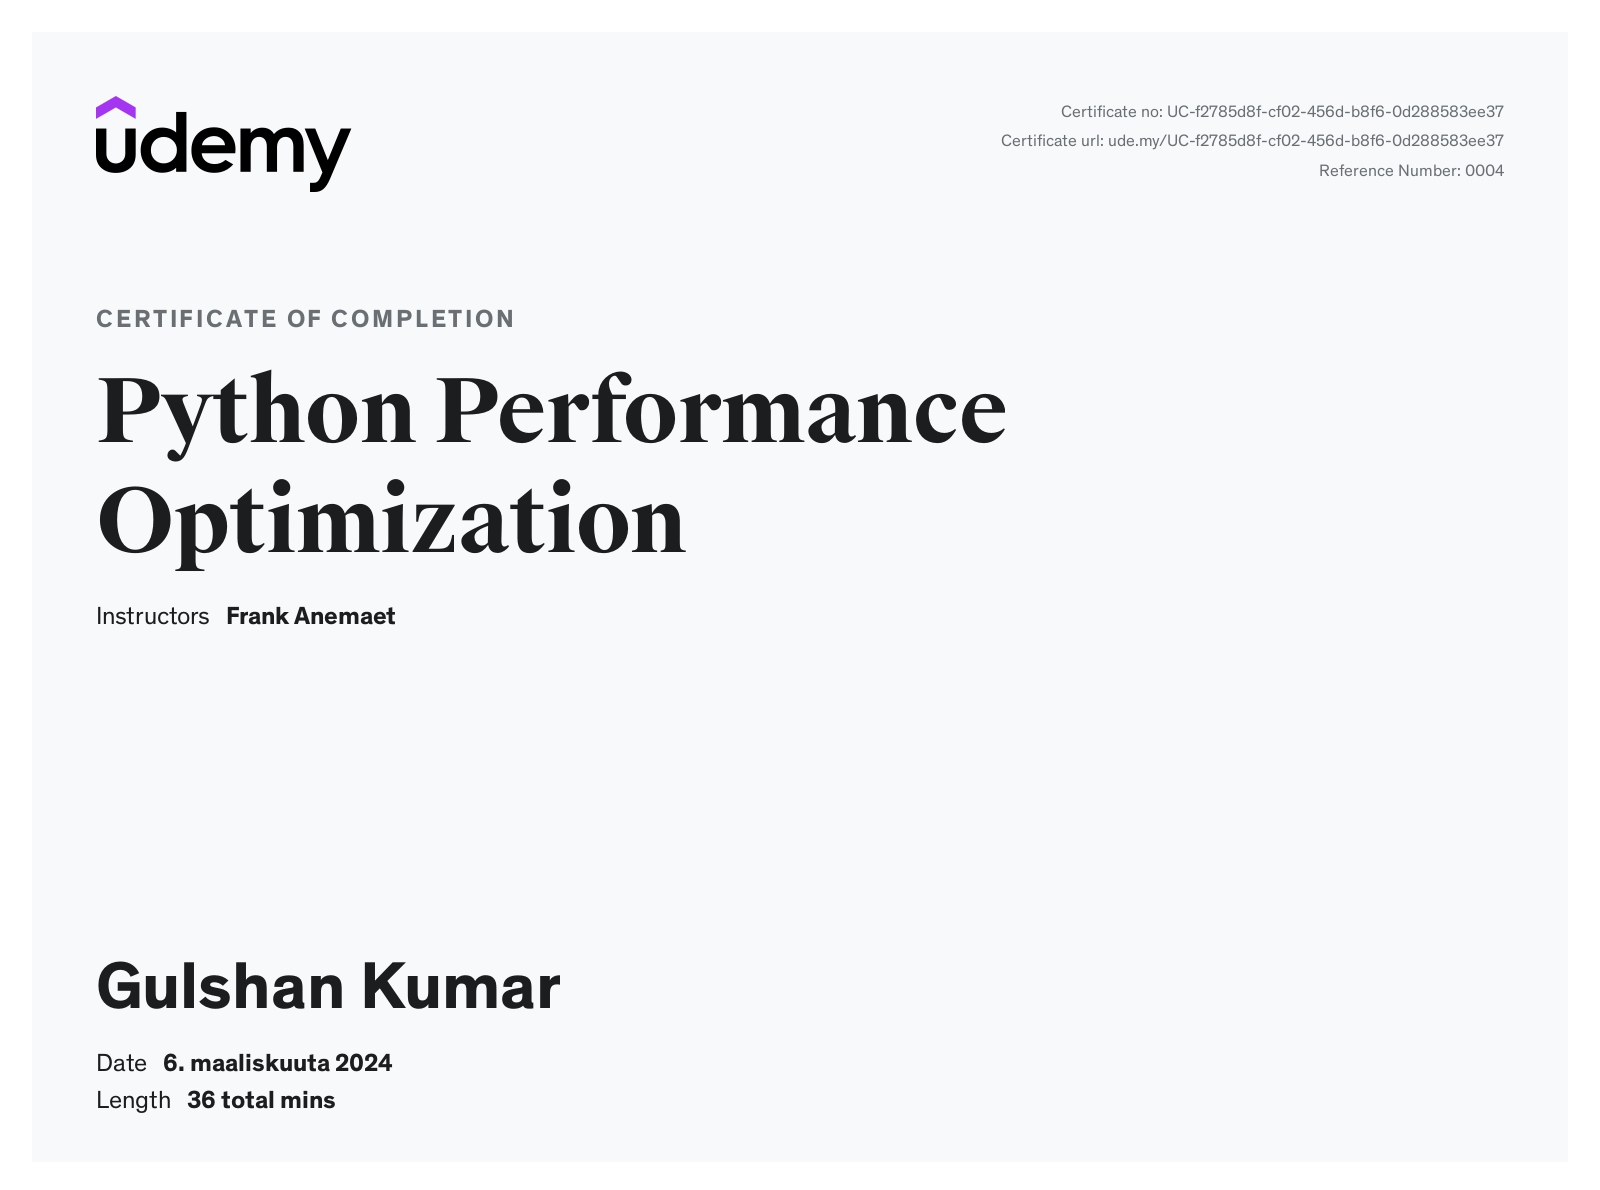 udemy
Certificate no: UC-f2785d8f-cf02-456d-b8f6-0d288583ee37
Certificate url: ude.my/UC-f2785d8f-cf02-456d-b8f6-0d288583ee37
Reference Number: 0004
CERTIFICATE OF COMPLETION
Python Performance
Optimization
Instructors Frank Anemaet
Gulshan Kumar
Date 6. maaliskuuta 2024
Length 36 total mins